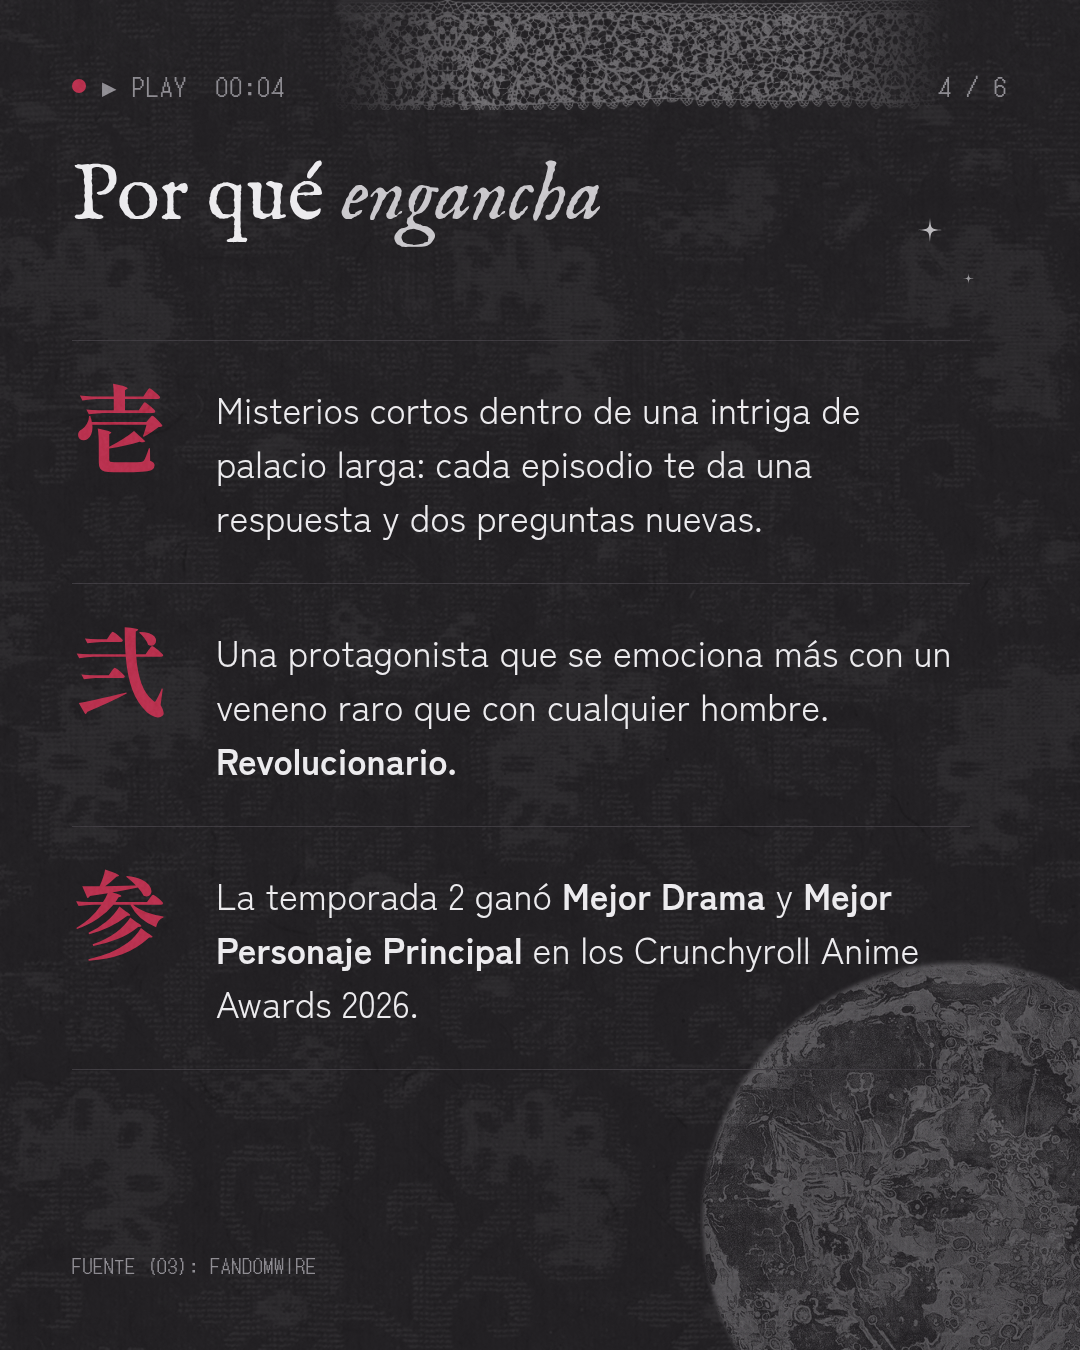 ▶ PLAY 00:04
4 / 6
Por qué engancha
壱
Misterios cortos dentro de una intriga de
palacio larga: cada episodio te da una
respuesta y dos preguntas nuevas.
弐
Una protagonista que se emociona más con un
veneno raro que con cualquier hombre.
Revolucionario.
参
La temporada 2 ganó Mejor Drama y Mejor
Personaje Principal en los Crunchyroll Anime
Awards 2026.
FUENTE (03): FANDOMWIRE